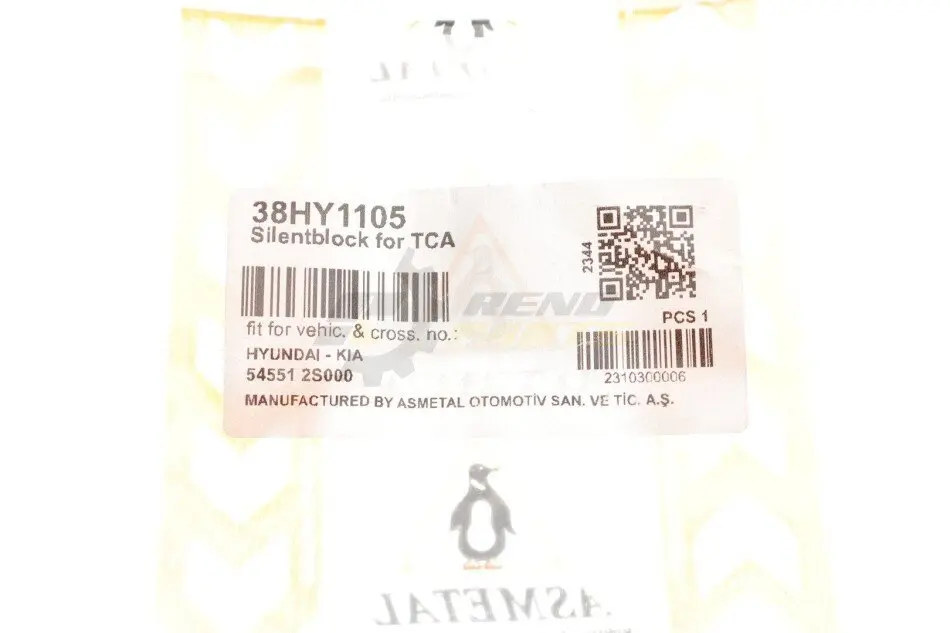 38HY1105
Silentblock for TCA
2344
PCS 1
fit for vehic. & cross. no.:
HYUNDAI - KIA
54551 2S000
2310300006
MANUFACTURED BY ASMETAL OTOMOTİV SAN. VE TİC. A.Ş.
ASMETAL